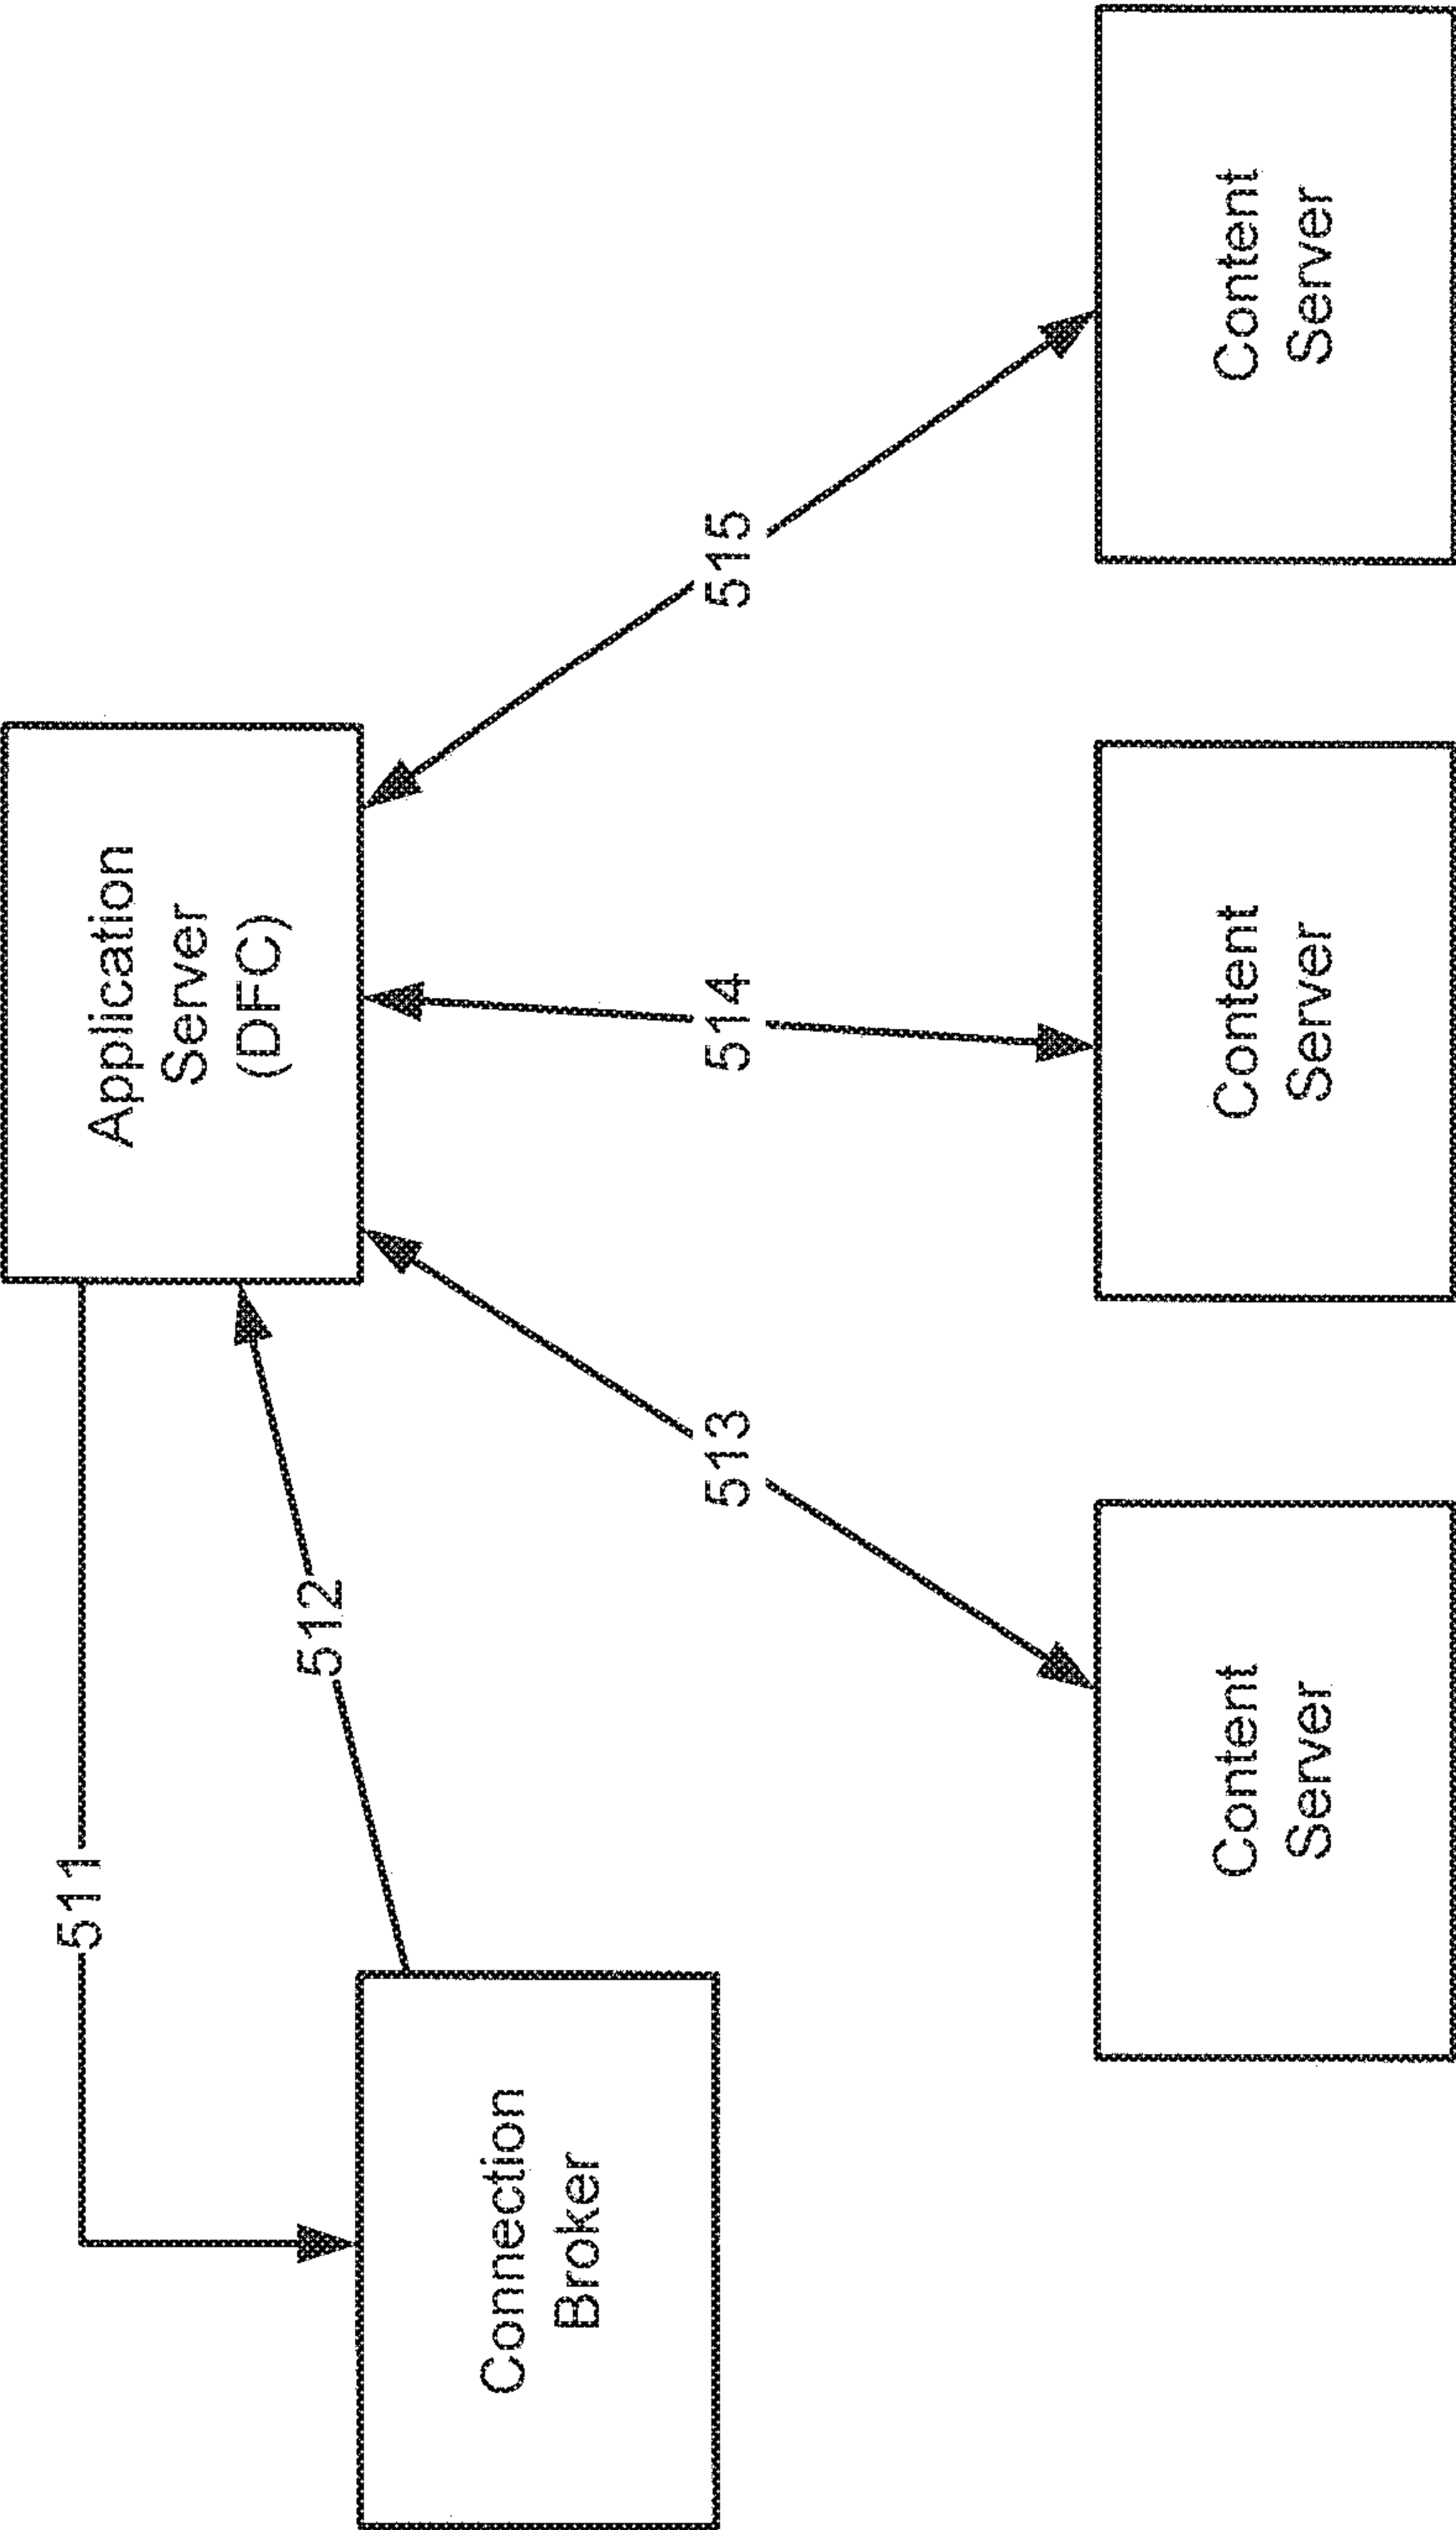 511
Application
Server
(DFC)
512
Connection
Broker
513
514
515
Content
Server
Content
Server
Content
Server